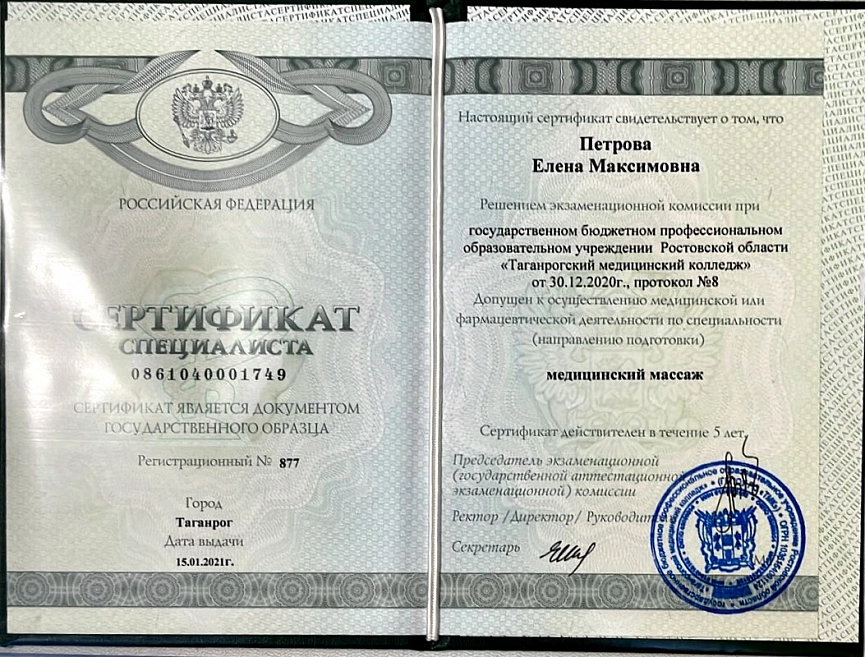 РОССИЙСКАЯ ФЕДЕРАЦИЯ
СЕРТИФИКАТ
СПЕЦИАЛИСТА
0861040001749
СЕРТИФИКАТ ЯВЛЯЕТСЯ ДОКУМЕНТОМ
ГОСУДАРСТВЕННОГО ОБРАЗЦА
Регистрационный № 877
Город
Таганрог
Дата выдачи
15.01.2021г.
Настоящий сертификат свидетельствует о том, что
Петрова
Елена Максимовна
Решением экзаменационной комиссии при
государственном бюджетном профессиональном
образовательном учреждении Ростовской области
«Таганрогский медицинский колледж»
от 30.12.2020г., протокол №8
Допущен к осуществлению медицинской или
фармацевтической деятельности по специальности
(направлению подготовки)
медицинский массаж
Сертификат действителен в течение 5 лет.
Председатель экзаменационной
(государственной аттестационной,
экзаменационной) комиссии
Ректор /Директор/ Руководитель
Секретарь